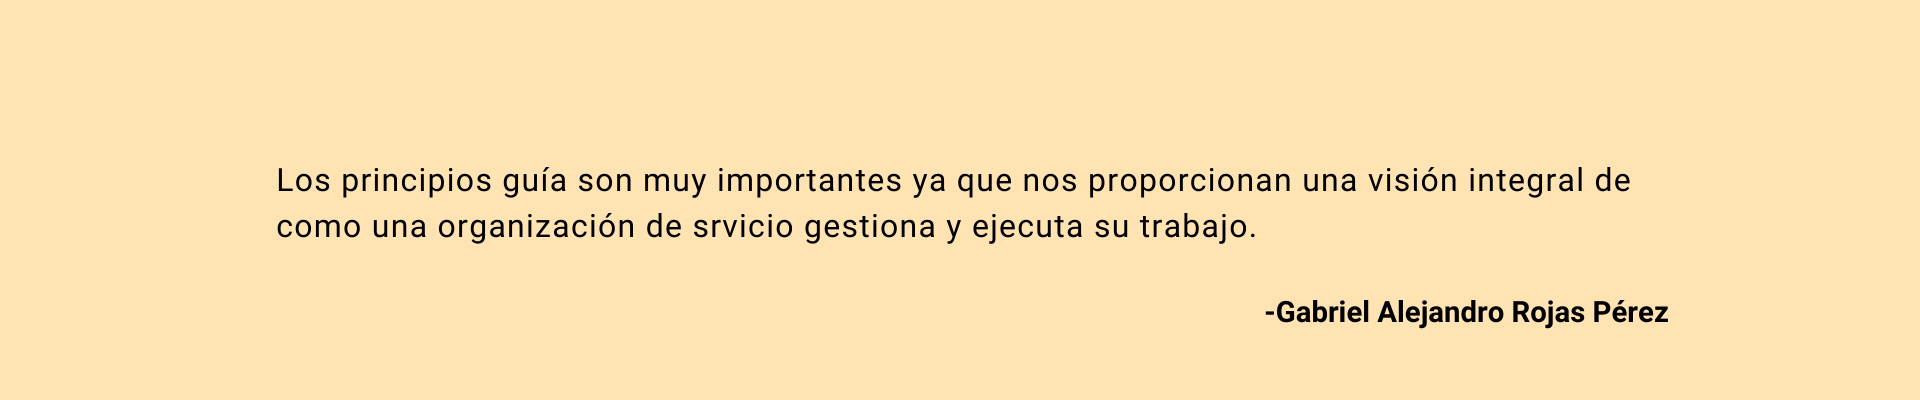 Los principios guía son muy importantes ya que nos proporcionan una visión integral de
como una organización de srvicio gestiona y ejecuta su trabajo.
-Gabriel Alejandro Rojas Pérez